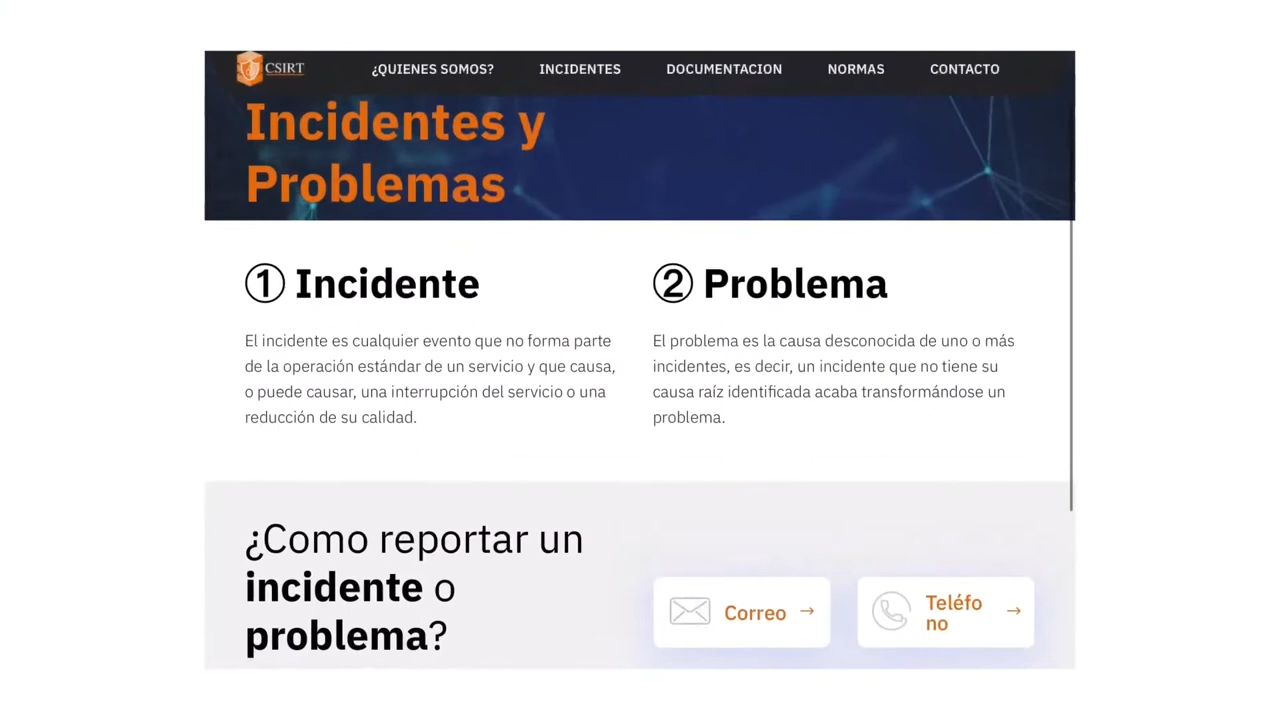 CSIRT
¿QUIENES SOMOS?
INCIDENTES
DOCUMENTACION
NORMAS
CONTACTO
Incidentes y
Problemas
① Incidente
El incidente es cualquier evento que no forma parte
de la operación estándar de un servicio y que causa,
o puede causar, una interrupción del servicio o una
reducción de su calidad.
② Problema
El problema es la causa desconocida de uno o más
incidentes, es decir, un incidente que no tiene su
causa raíz identificada acaba transformándose un
problema.
¿Como reportar un
incidente o
problema?
Correo →
Teléfo
no →